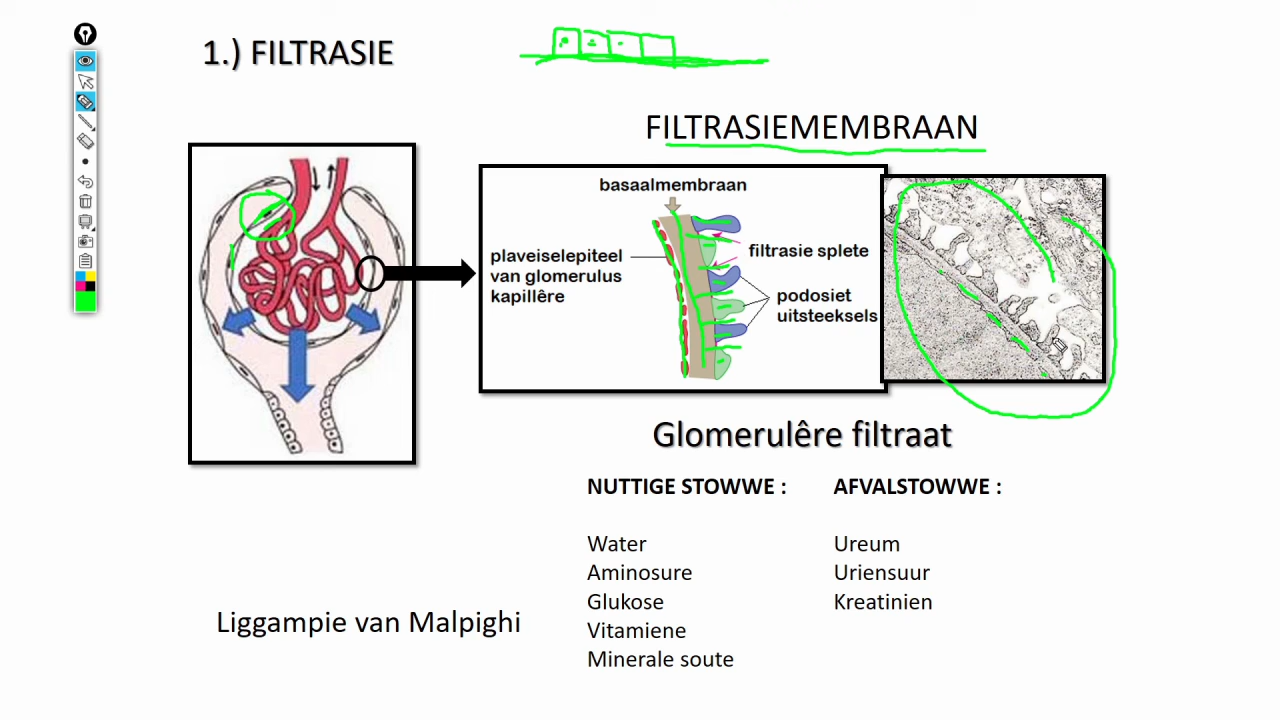 1.) FILTRASIE
FILTRASIEMEMBRAAN
basaalmembraan
plaveiselepiteel
van glomerulus
kapillêre
filtrasie splete
podosiet
uitsteeksels
Glomerulêre filtraat
NUTTIGE STOWWE :
Water
Aminosure
Glukose
Vitamiene
Minerale soute
AFVALSTOWWE :
Ureum
Uriensuur
Kreatinien
Liggampie van Malpighi